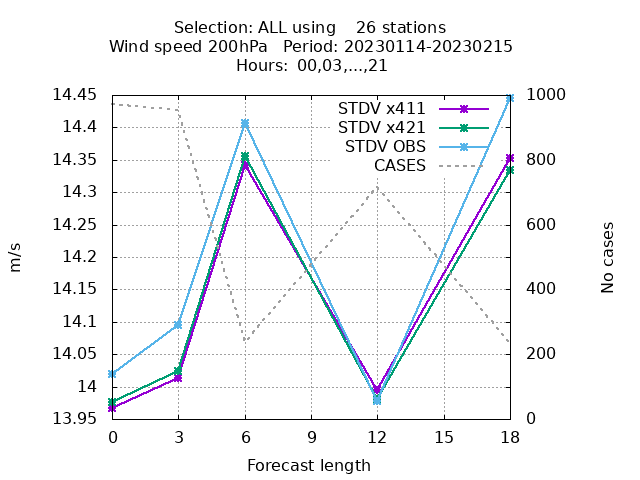 Selection: ALL using    26 stations
Wind speed 200hPa   Period: 20230114-20230215
Hours: 00,03,...,21
STDV x411
STDV x421
STDV OBS
CASES
14.45
14.4
14.35
14.3
14.25
14.2
14.15
14.1
14.05
14
13.95
m/s
1000
800
600
400
200
0
No cases
0 3 6 9 12 15 18
Forecast length